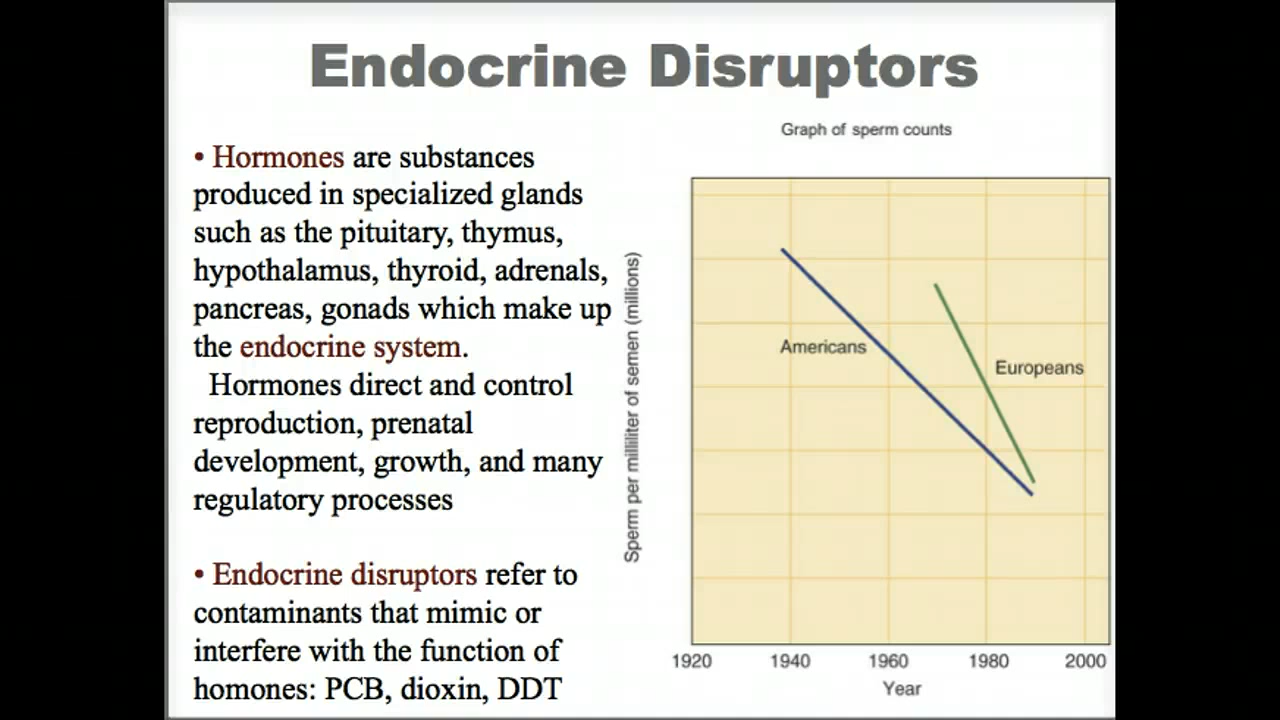 Endocrine Disruptors
• Hormones are substances
produced in specialized glands
such as the pituitary, thymus,
hypothalamus, thyroid, adrenals,
pancreas, gonads which make up
the endocrine system.
Hormones direct and control
reproduction, prenatal
development, growth, and many
regulatory processes
• Endocrine disruptors refer to
contaminants that mimic or
interfere with the function of
homones: PCB, dioxin, DDT
Graph of sperm counts
Sperm per milliliter of semen (millions)
Americans
Europeans
1920 1940 1960 1980 2000
Year